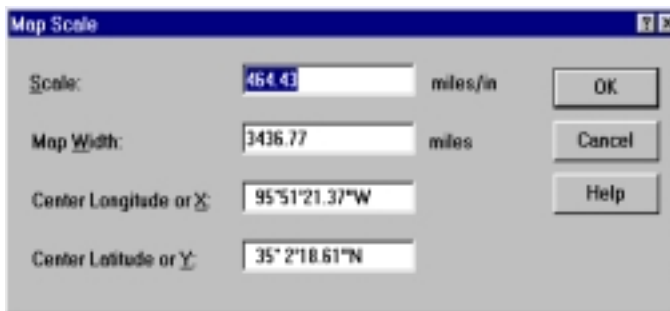 Map Scale
Scale: 464.43 miles/in OK
Map Width: 3436.77 miles Cancel
Center Longitude or X: 95°51'21.37"W Help
Center Latitude or Y: 35° 2'18.61"N